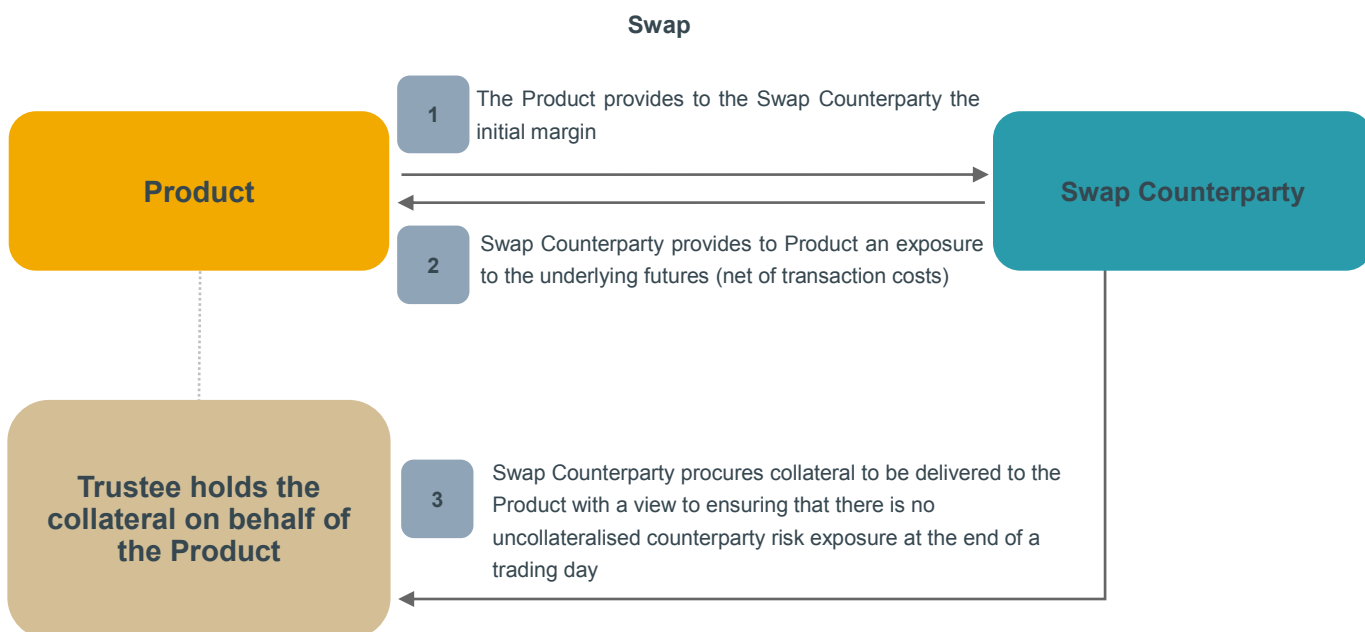 Swap
1
The Product provides to the Swap Counterparty the
initial margin
Product
Swap Counterparty
2
Swap Counterparty provides to Product an exposure
to the underlying futures (net of transaction costs)
Trustee holds the
collateral on behalf of
the Product
3
Swap Counterparty procures collateral to be delivered to the
Product with a view to ensuring that there is no
uncollateralised counterparty risk exposure at the end of a
trading day